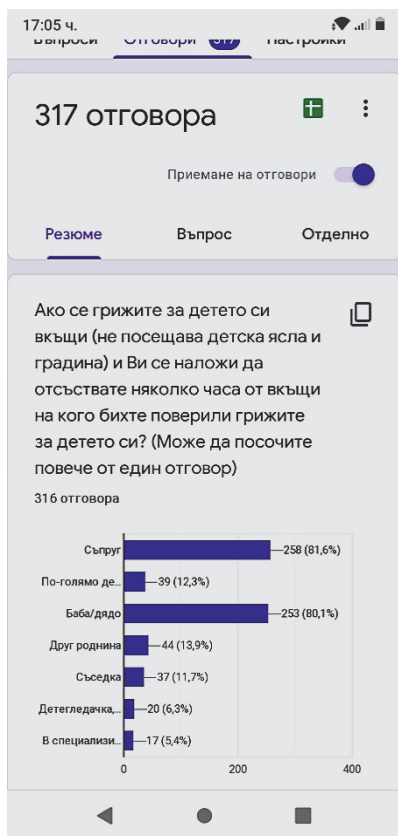 17:05 ч.
Въпроси Отговори 317 Настройки
317 отговора
Приемане на отговори
Резюме Въпрос Отделно
Ако се грижите за детето си
вкъщи (не посещава детска ясла и
градина) и Ви се наложи да
отсъствате няколко часа от вкъщи
на кого бихте поверили грижите
за детето си? (Може да посочите
повече от един отговор)
316 отговора
Съпруг 258 (81,6%)
По-голямо де... 39 (12,3%)
Баба/дядо 253 (80,1%)
Друг роднина 44 (13,9%)
Съседка 37 (11,7%)
Детегледачка,... 20 (6,3%)
В специализи... 17 (5,4%)
0 200 400